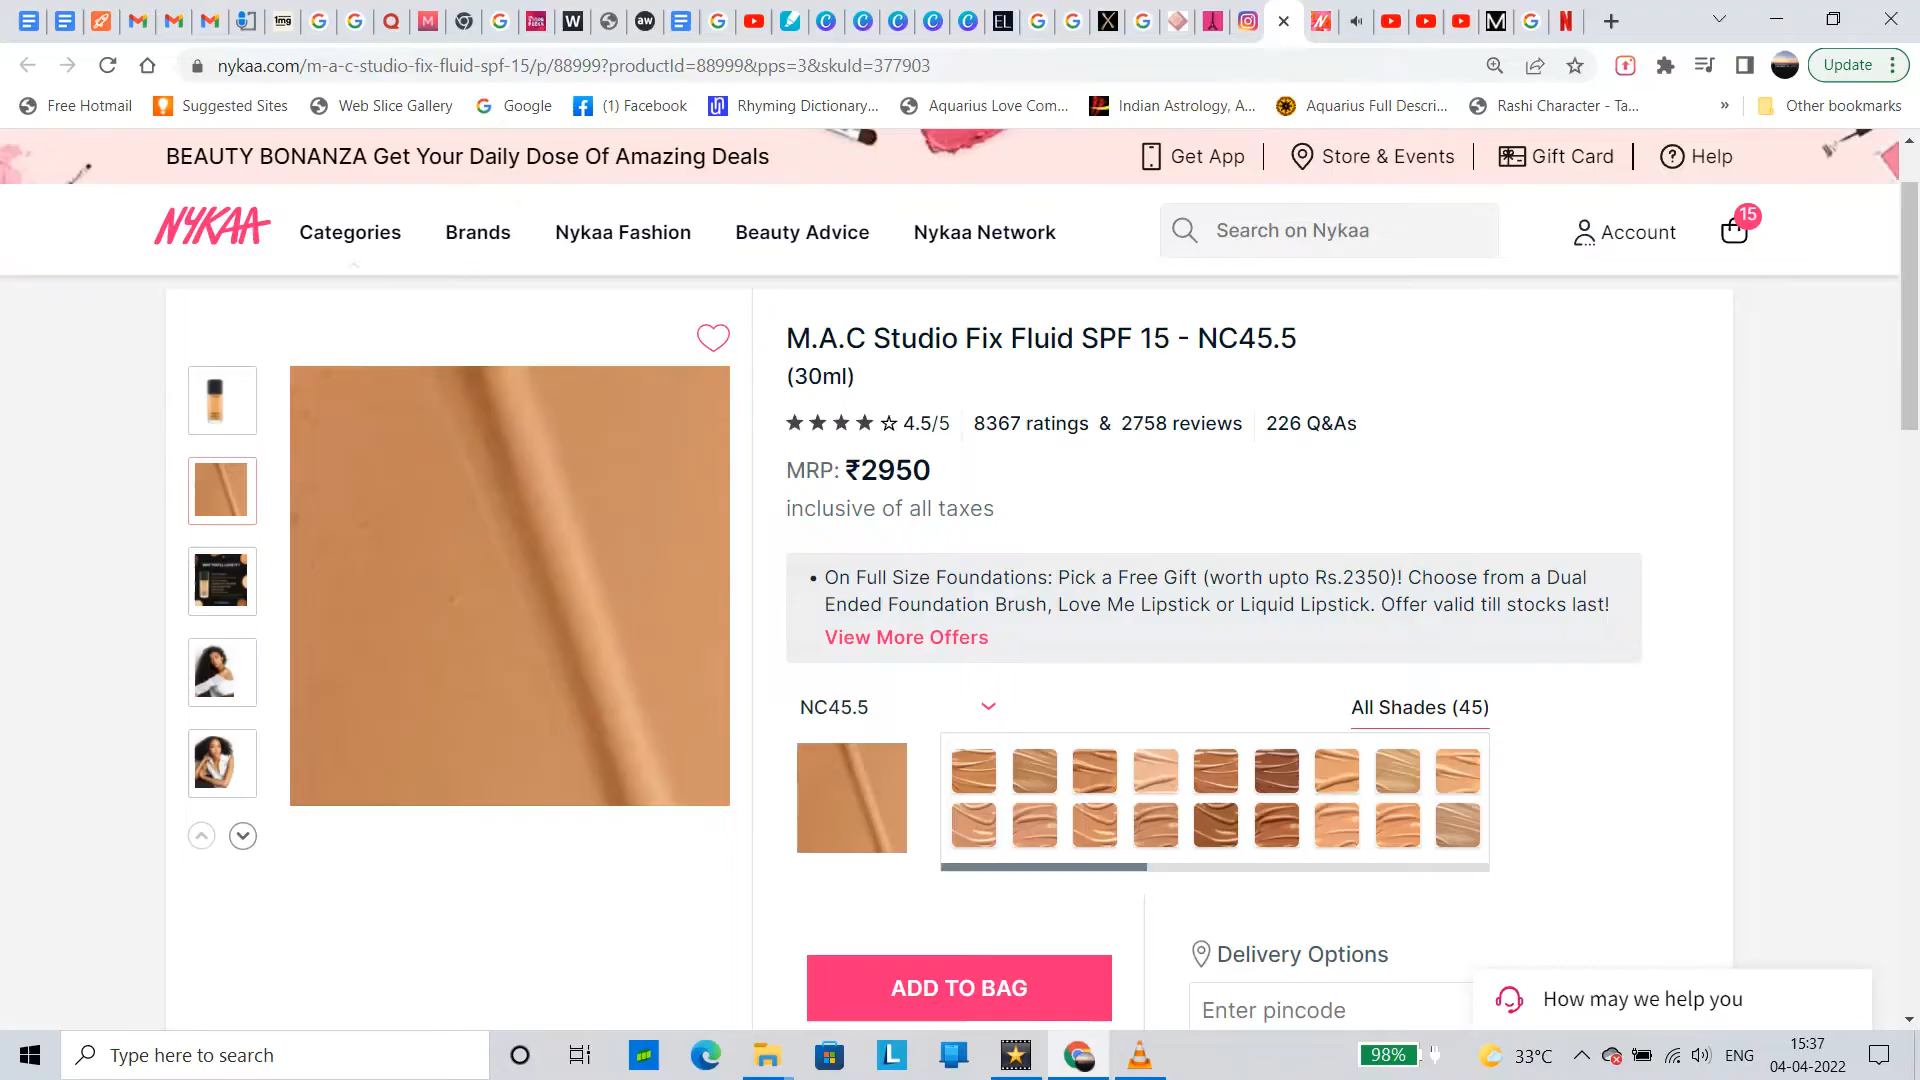 nykaa.com/m-a-c-studio-fix-fluid-spf-15/p/88999?productId=88999&pps=3&skuId=377903
Update
Free Hotmail
Suggested Sites
Web Slice Gallery
Google
(1) Facebook
Rhyming Dictionary...
Aquarius Love Com...
Indian Astrology, A...
Aquarius Full Descri...
Rashi Character - Ta...
»
Other bookmarks
BEAUTY BONANZA Get Your Daily Dose Of Amazing Deals
Get App
Store & Events
Gift Card
Help
NYKAA
Categories
Brands
Nykaa Fashion
Beauty Advice
Nykaa Network
Search on Nykaa
Account
15
M.A.C Studio Fix Fluid SPF 15 - NC45.5
(30ml)
4.5/5
8367 ratings & 2758 reviews
226 Q&As
MRP: ₹2950
inclusive of all taxes
• On Full Size Foundations: Pick a Free Gift (worth upto Rs.2350)! Choose from a Dual
Ended Foundation Brush, Love Me Lipstick or Liquid Lipstick. Offer valid till stocks last!
View More Offers
NC45.5
All Shades (45)
ADD TO BAG
Delivery Options
Enter pincode
How may we help you
Type here to search
98%
33°C
ENG
15:37
04-04-2022